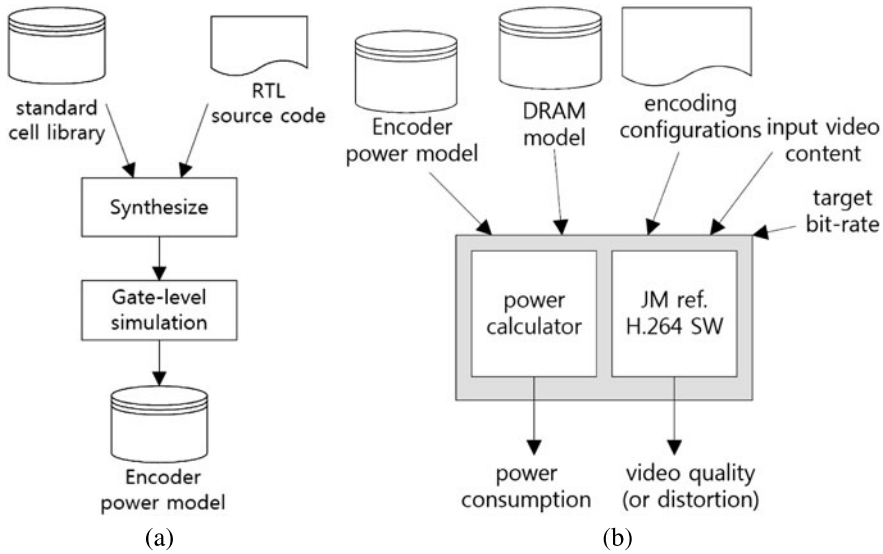 standard
cell library
RTL
source code
Synthesize
Gate-level
simulation
Encoder
power model
(a)
Encoder
power model
DRAM
model
encoding
configurations
input video
content
target
bit-rate
power
calculator
JM ref.
H.264 SW
power
consumption
video quality
(or distortion)
(b)